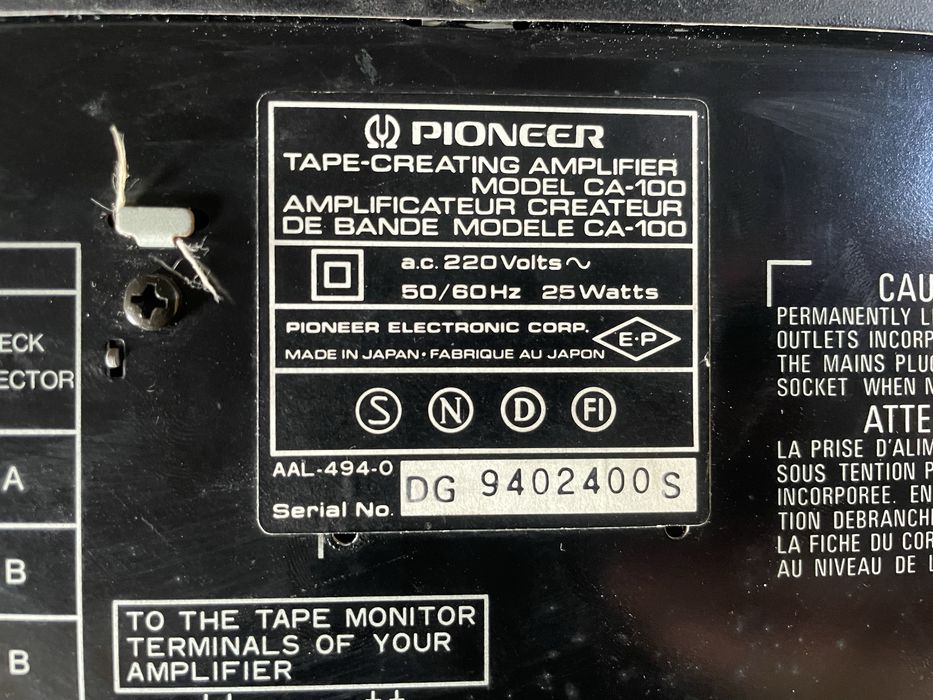 PIONEER
TAPE-CREATING AMPLIFIER
MODEL CA-100
AMPLIFICATEUR CREATEUR
DE BANDE MODELE CA-100
a.c. 220 Volts ~
50/60 Hz 25 Watts
PIONEER ELECTRONIC CORP.
MADE IN JAPAN • FABRIQUE AU JAPON
E·P
S N D FI
AAL-494-0
Serial No. DG 9402400 S
ECK
ECTOR
A
B
B
TO THE TAPE MONITOR
TERMINALS OF YOUR
AMPLIFIER
CAU
PERMANENTLY L
OUTLETS INCORP
THE MAINS PLUG
SOCKET WHEN N
ATTE
LA PRISE D'ALIM
SOUS TENTION P
INCORPOREE. EN
TION DEBRANCH
LA FICHE DU COR
AU NIVEAU DE L